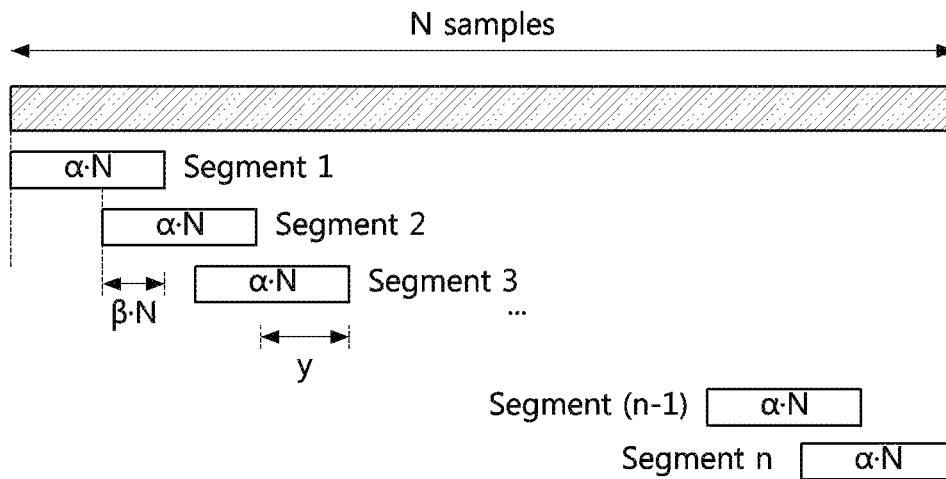 N samples
α·N Segment 1
α·N Segment 2
α·N Segment 3
β·N
...
y
Segment (n-1) α·N
Segment n α·N